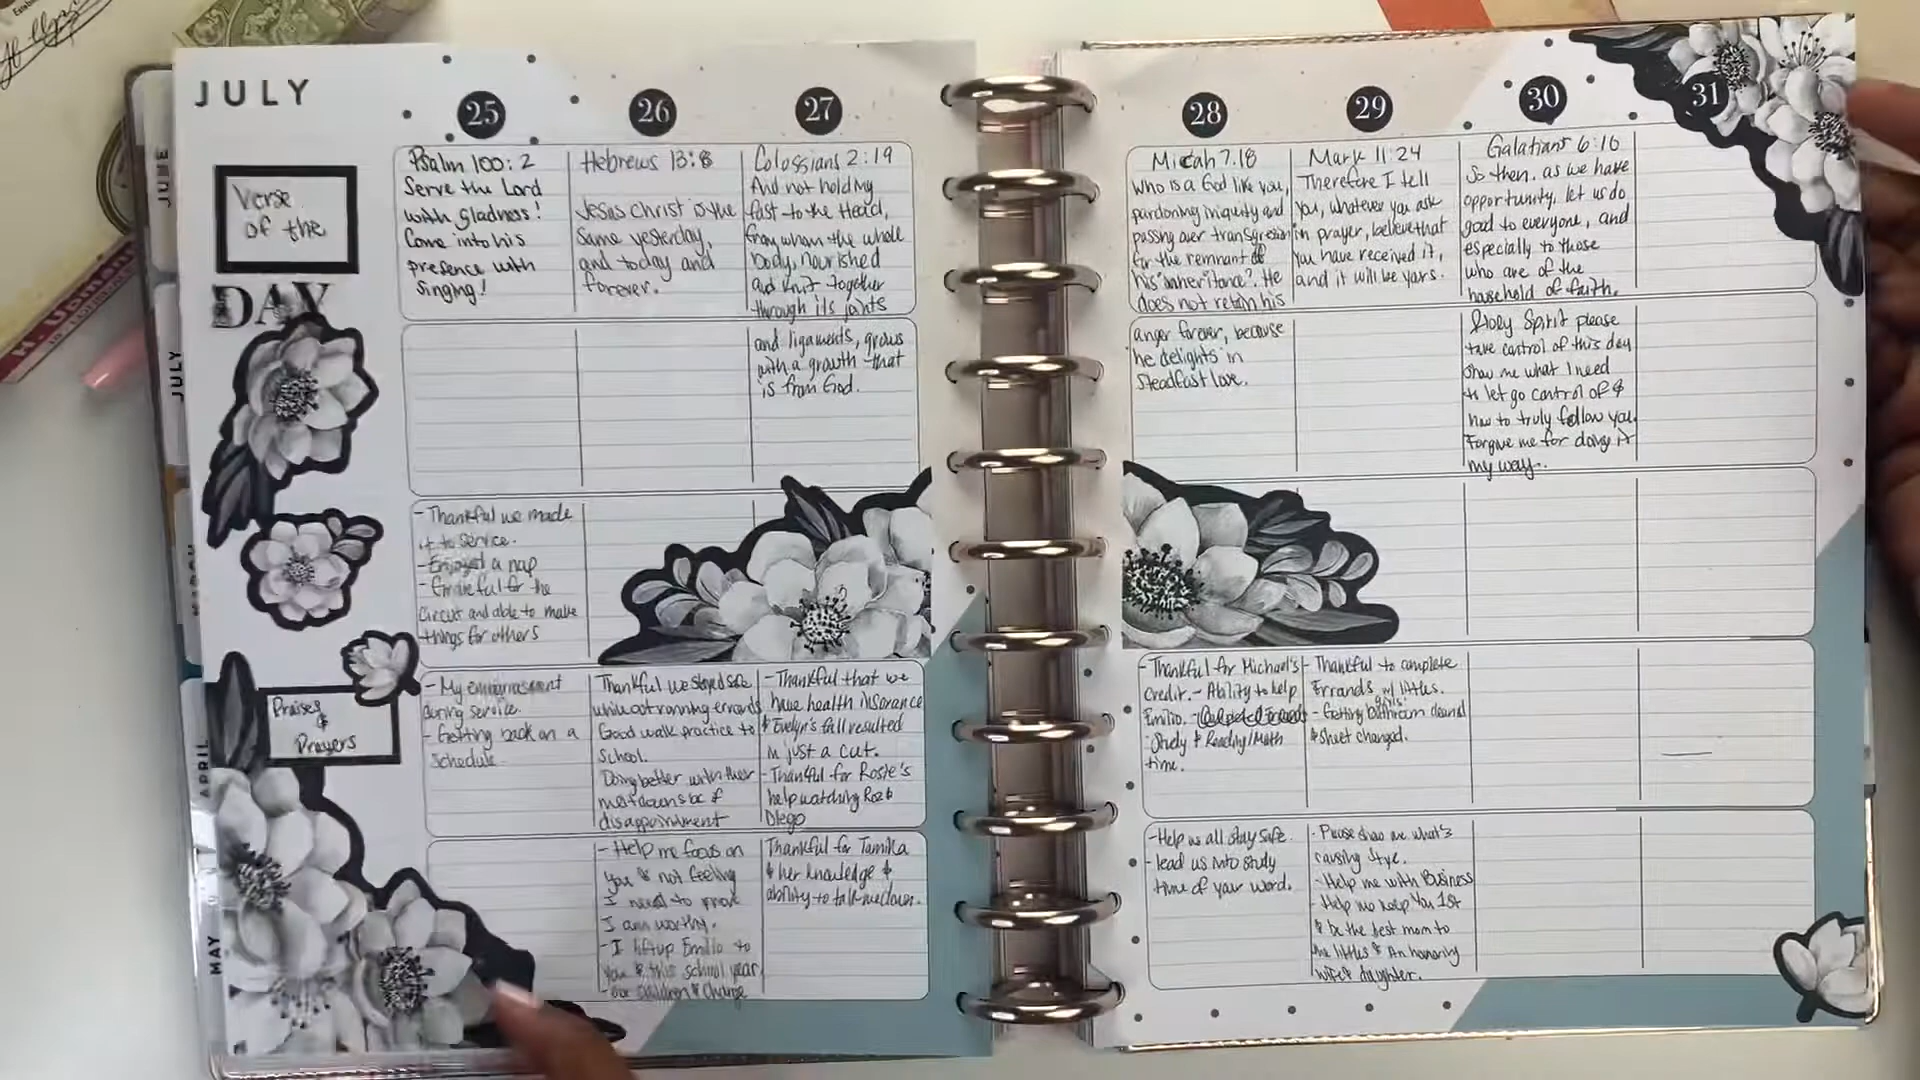 JULY
25
26
27
28
29
30
31
JUNE
JULY
APRIL
MAY
Verse
of the
DAY
Psalm 100:2
Serve the Lord
with gladness!
Come into his
presence with
singing!
Hebrews 13:8
Jesus Christ is the
Same yesterday,
and today and
forever.
Colossians 2:19
And not holding
fast to the Head,
from whom the whole
body, nourished
and knit together
through its joints
and ligaments, grows
with a growth that
is from God.
Micah 7.18
Who is a God like you,
pardoning iniquity and
passing over transgression
for the remnant of
his inheritance? He
does not retain his
anger forever, because
he delights in
Steadfast love.
Mark 11:24
Therefore I tell
you, whatever you ask
in prayer, believe that
you have received it,
and it will be yours.
Galatians 6:10
So then, as we have
opportunity, let us do
good to everyone, and
especially to those
who are of the
household of faith.
Holy Spirit please
take control of this day
show me what I need
to let go control of &
how to truly follow you.
Forgive me for doing it
my way.
- Thankful we made
it to service.
- Enjoyed a nap
- Grateful for the
Circut and able to make
things for others
Praises
&
Prayers
- My
during service.
- Getting back on a
schedule
Thankful we stayed safe
while out running errands
Good walk practice to
School.
Doing better with their
meltdowns bc of
disappointment
- Thankful that we
have health insurance
& Evelyn's fall resulted
in just a cut.
- Thankful for Rosie's
help watching Roz &
Diego
- Thankful for Michael's
credit. - Ability to help
Emilio.
- Study & Reading/Math
time.
- Thankful to complete
Errands w/ littles.
- Getting girls' bathroom cleaned
& sheet changed.
- Help me focus on
you & not feeling
I need to prove
I am worthy.
- I lift up Emilio to
you & this school year
- our children & change
Thankful for Tamika
& her knowledge &
ability to talk me down.
- Help us all stay safe.
- lead us into study
time of your word.
- Please show me what's
causing stye.
- Help me with Business
- Help me keep You 1st
& be the best mom to
the littles & An honoring
wife & daughter.